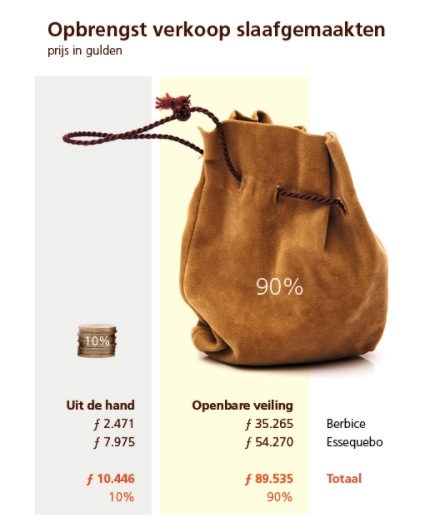 Opbrengst verkoop slaafgemaakten
prijs in gulden
90%
10%
Uit de hand Openbare veiling
ƒ 2.471 ƒ 35.265 Berbice
ƒ 7.975 ƒ 54.270 Essequebo
ƒ 10.446 ƒ 89.535 Totaal
10% 90%